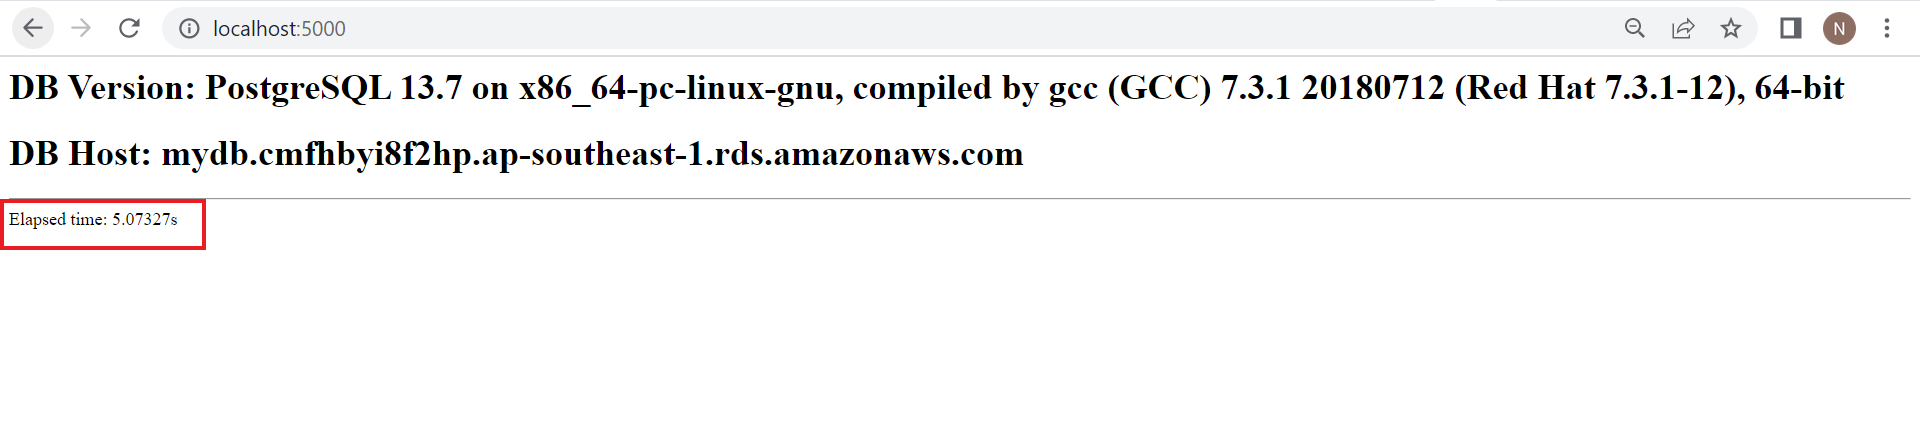 localhost:5000
N
DB Version: PostgreSQL 13.7 on x86_64-pc-linux-gnu, compiled by gcc (GCC) 7.3.1 20180712 (Red Hat 7.3.1-12), 64-bit
DB Host: mydb.cmfhbyi8f2hp.ap-southeast-1.rds.amazonaws.com
Elapsed time: 5.07327s